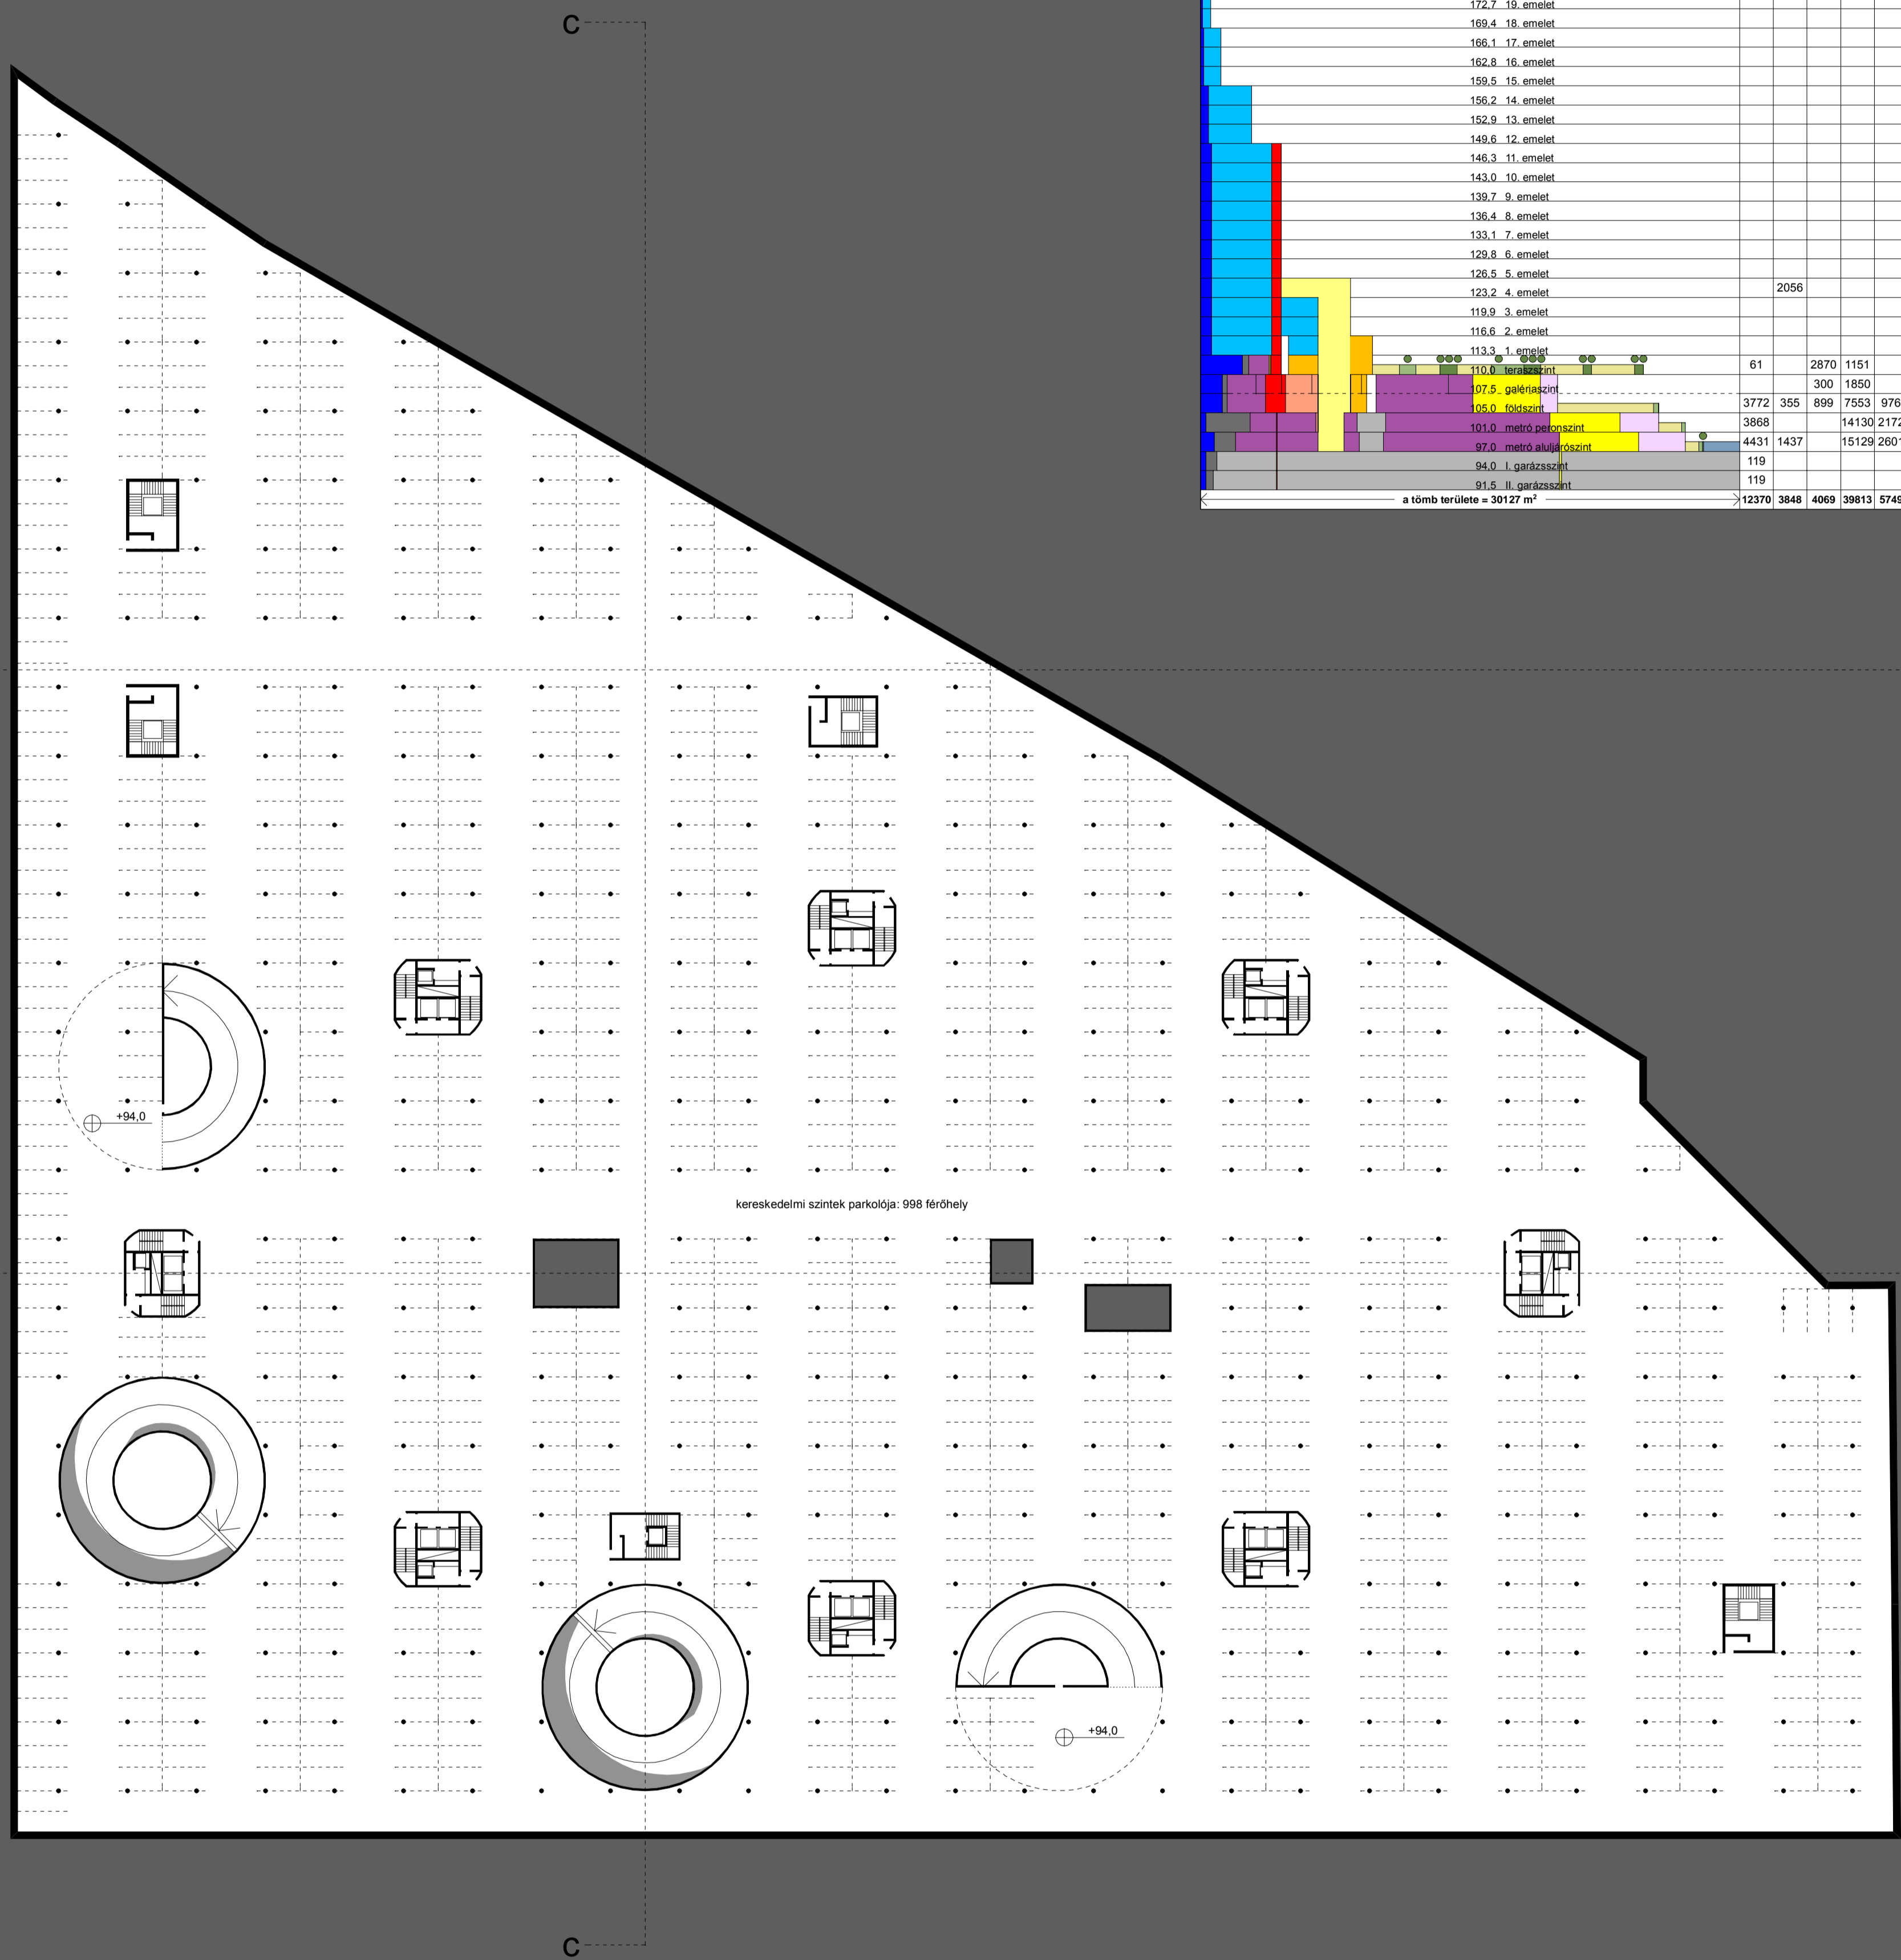 C
172,7 19. emelet
169,4 18. emelet
166,1 17. emelet
162,8 16. emelet
159,5 15. emelet
156,2 14. emelet
152,9 13. emelet
149,6 12. emelet
146,3 11. emelet
143,0 10. emelet
139,7 9. emelet
136,4 8. emelet
133,1 7. emelet
129,8 6. emelet
126,5 5. emelet
123,2 4. emelet 2056
119,9 3. emelet
116,6 2. emelet
113,3 1. emelet
110,0 teraszszint 61 2870 1151
107,5 galériaszint 300 1850
105,0 földszint 3772 355 899 7553 976
101,0 metró peronszint 3868 14130 2172
97,0 metró aluljárószint 4431 1437 15129 2601
94,0 I. garázsszint 119
91,5 II. garázsszint 119
a tömb területe = 30127 m² 12370 3848 4069 39813 5749
+94,0
kereskedelmi szintek parkolója: 998 férőhely
+94,0
C